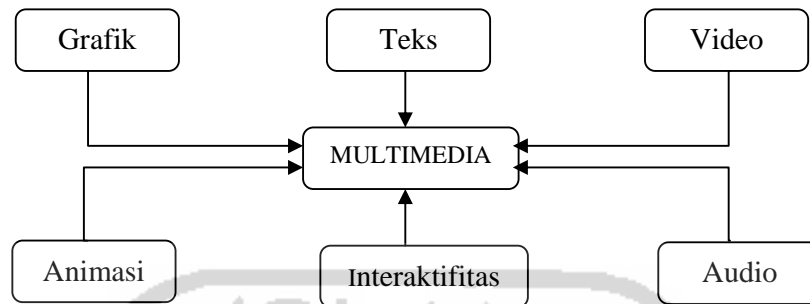 Grafik
Teks
Video
MULTIMEDIA
Animasi
Interaktifitas
Audio